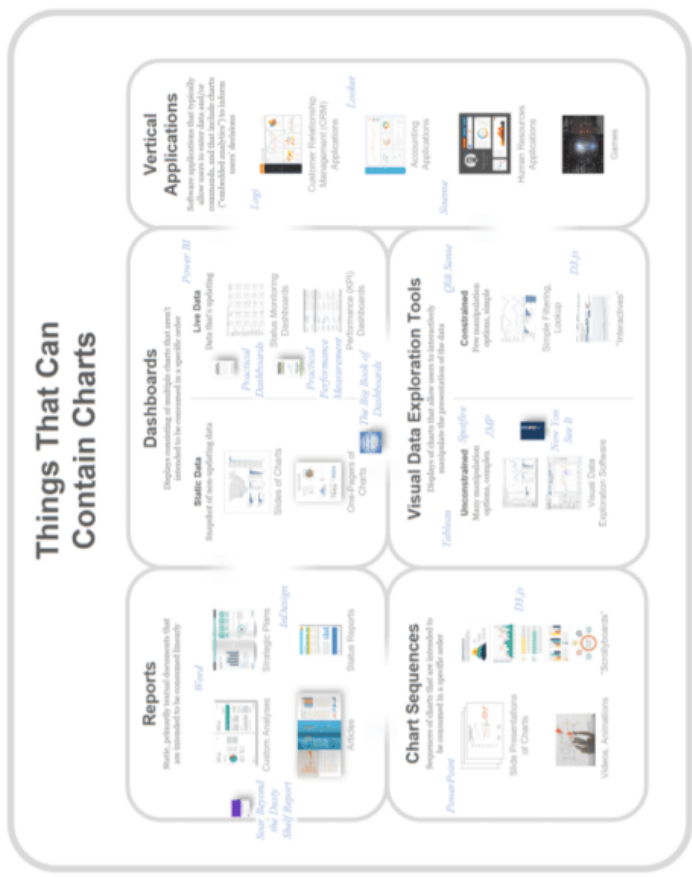 Things That Can
Contain Charts
Reports
Static, primarily textual documents that
are intended to be consumed linearly
Word
Custom Analyses
Strategic Plans
InDesign
Articles
Status Reports
Soar Beyond
the Dusty
Shelf Report
Dashboards
Displays consisting of multiple charts that aren't
intended to be consumed in a specific order
Power BI
Static Data
Snapshot of non-updating data
Slides of Charts
One-Pagers of
Charts
The Big Book of
Dashboards
Live Data
Data that's updating
Status Monitoring
Dashboards
Practical
Dashboards
Performance (KPI)
Dashboards
Practical
Performance
Measurement
Vertical
Applications
Software applications that typically
allow users to enter data and/or
commands, and that include charts
("embedded analytics") to inform
users' decisions
Logi
Looker
Customer Relationship
Management (CRM)
Applications
Accounting
Applications
Sisense
Human Resources
Applications
Games
Chart Sequences
Sequences of charts that are intended to
be consumed in a specific order
PowerPoint
Slide Presentations
of Charts
D3.js
Videos, Animations
"Scrollyboards"
Visual Data Exploration Tools
Displays of charts that allow users to interactively
manipulate the presentation of the data
Tableau
Spotfire
JMP
Qlik Sense
Unconstrained
Many manipulation
options, complex
Visual Data
Exploration Software
Now You
See It
Constrained
Few manipulation
options, simple
Simple Filtering,
Lookup
D3.js
"Interactives"